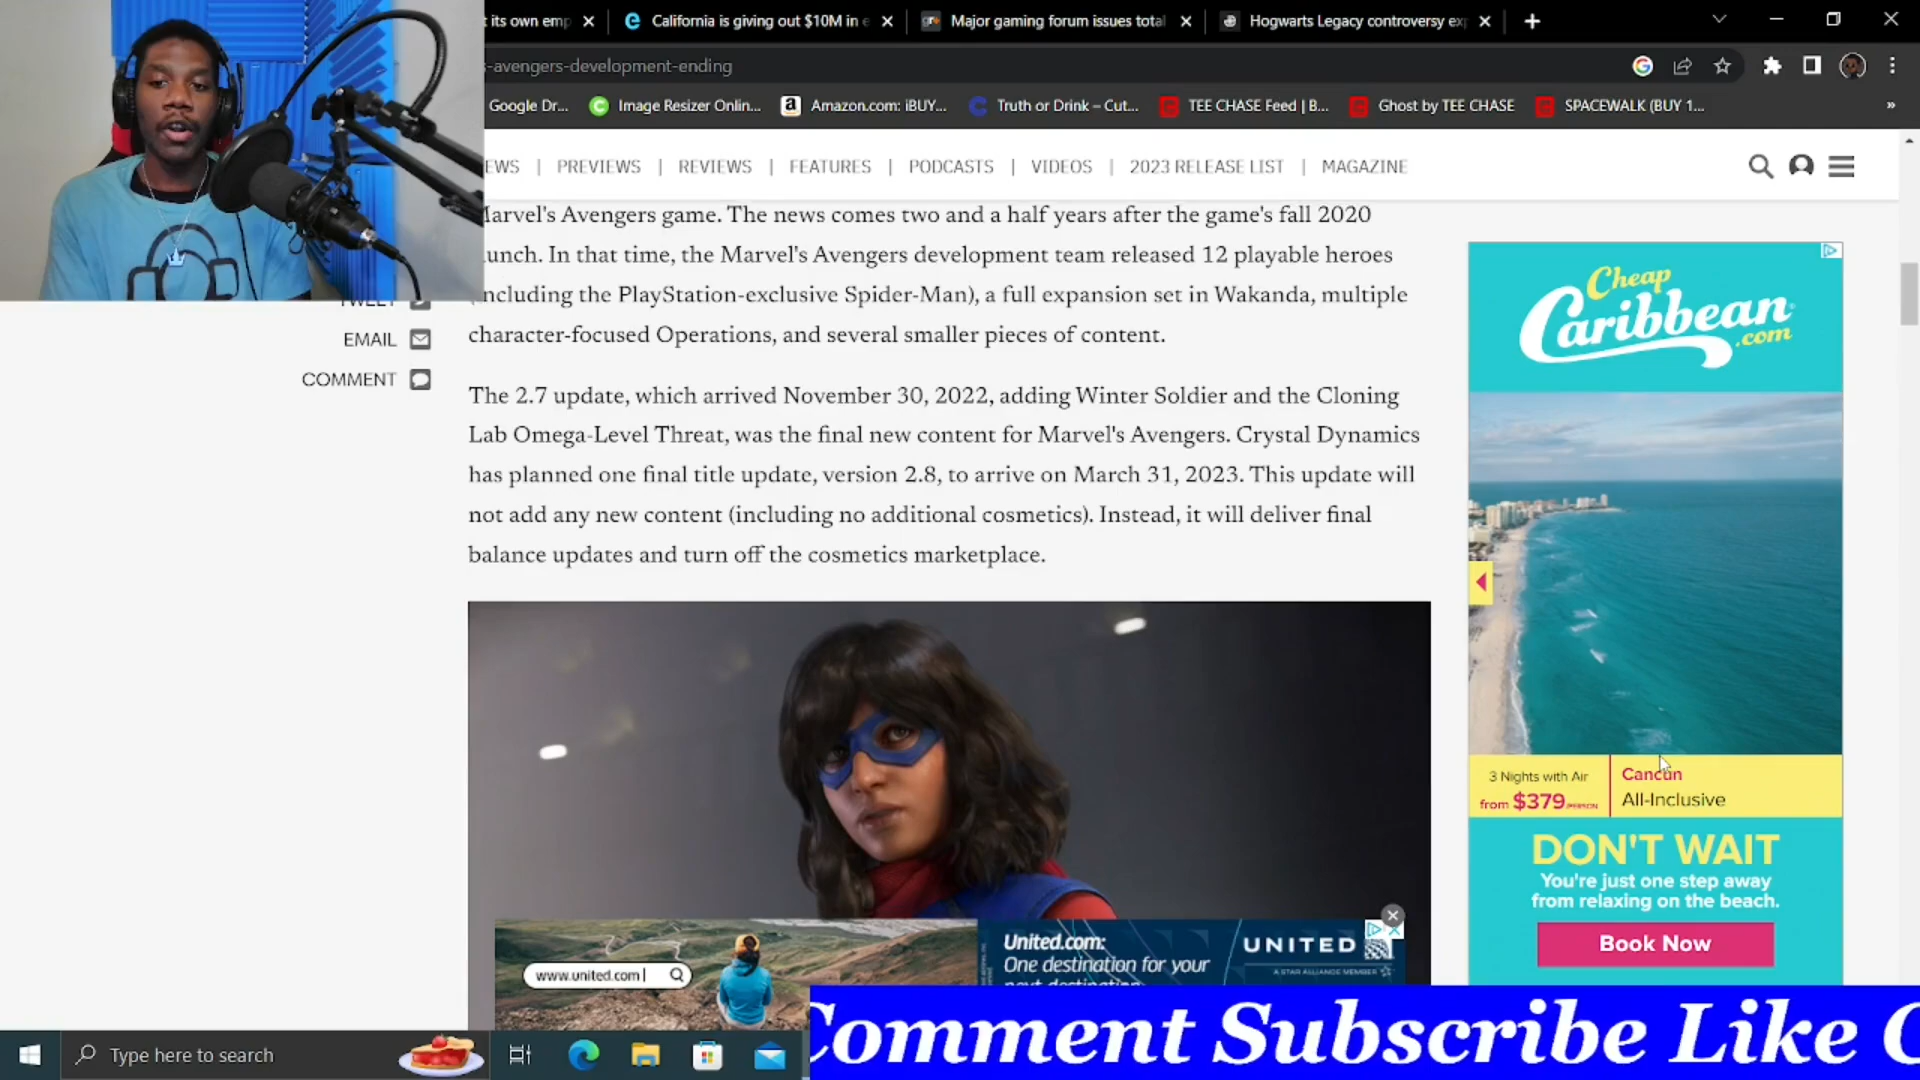 t its own emp
California is giving out $10M in e
Major gaming forum issues total
Hogwarts Legacy controversy exp
s-avengers-development-ending
Google Dr...
Image Resizer Onlin...
Amazon.com: iBUY...
Truth or Drink – Cut...
TEE CHASE Feed | B...
Ghost by TEE CHASE
SPACEWALK (BUY 1...
»
EWS | PREVIEWS | REVIEWS | FEATURES | PODCASTS | VIDEOS | 2023 RELEASE LIST | MAGAZINE
Marvel's Avengers game. The news comes two and a half years after the game's fall 2020
launch. In that time, the Marvel's Avengers development team released 12 playable heroes
(including the PlayStation-exclusive Spider-Man), a full expansion set in Wakanda, multiple
character-focused Operations, and several smaller pieces of content.
TWEET
EMAIL
COMMENT
The 2.7 update, which arrived November 30, 2022, adding Winter Soldier and the Cloning
Lab Omega-Level Threat, was the final new content for Marvel's Avengers. Crystal Dynamics
has planned one final title update, version 2.8, to arrive on March 31, 2023. This update will
not add any new content (including no additional cosmetics). Instead, it will deliver final
balance updates and turn off the cosmetics marketplace.
Cheap
Caribbean
.com
3 Nights with Air
from $379/PERSON
Cancún
All-Inclusive
DON'T WAIT
You're just one step away
from relaxing on the beach.
Book Now
www.united.com
United.com:
One destination for your
next destination
UNITED
A STAR ALLIANCE MEMBER
Type here to search
Comment Subscribe Like C